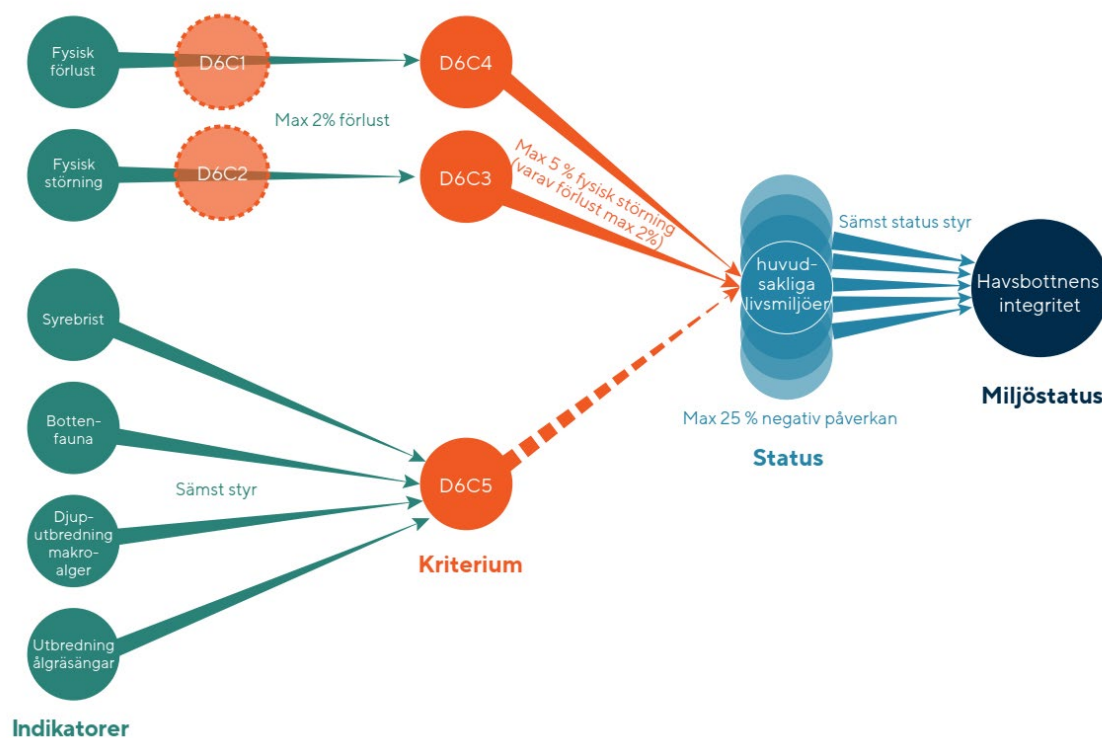 Fysisk
förlust
D6C1
D6C4
Max 2% förlust
Fysisk
störning
D6C2
D6C3
Max 5 % fysisk störning
(varav förlust max 2%)
Syrebrist
Botten-
fauna
Djup-
utbredning
makro-
alger
Utbredning
ålgräsängar
Sämst styr
D6C5
Kriterium
Indikatorer
huvud-
sakliga
livsmiljöer
Max 25 % negativ påverkan
Status
Sämst status styr
Havsbottnens
integritet
Miljöstatus